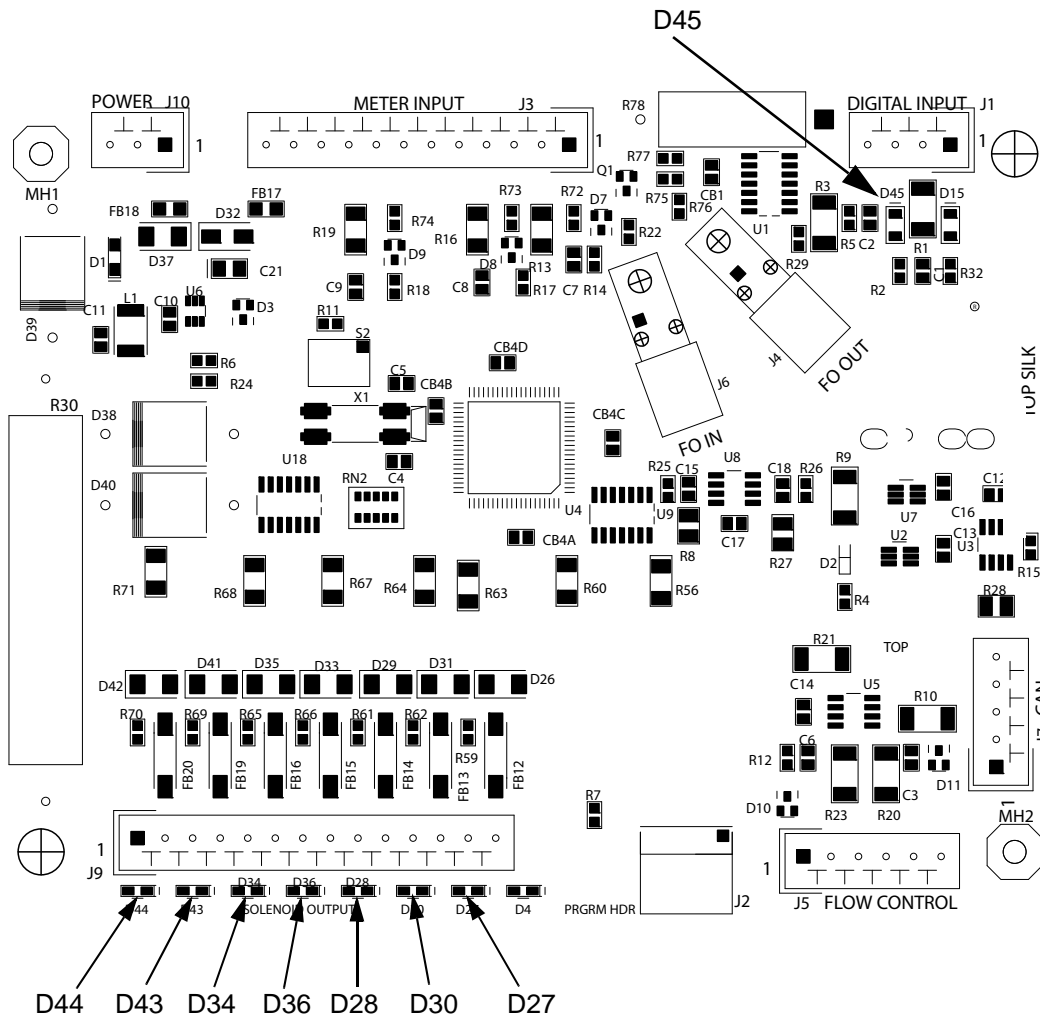 D45
POWER J10
METER INPUT J3
R78
DIGITAL INPUT J1
1
1
1
MH1
R77
Q1
CB1
R75
R76
U1
R3
D45
D15
FB17
FB18
D32
R73
R72
D7
R74
R19
R16
R22
R5
C2
R1
D37
D1
C21
D9
D8
R13
R29
R2
C1
R32
C9
R18
C8
R17
C7
R14
L1
C10
U6
D3
C11
D39
R11
S2
J4
FO OUT
J6
R6
R24
CB4D
C5
CB4B
TOP SILK
R30
D38
X1
CB4C
FO IN
U18
RN2
C4
R25
C15
U8
C18
R26
R9
C12
D40
U4
U9
U7
C16
C17
R8
R27
U2
C13
U3
CB4A
D2
R15
R71
R68
R67
R64
R63
R60
R56
R4
R28
R21
TOP
D42
D41
D35
D33
D29
D31
D26
C14
U5
R10
J7 CAN
R70
R69
R65
R66
R61
R62
R59
R12
C6
FB20
FB19
FB16
FB15
FB14
FB13
FB12
D11
C3
R7
D10
R23
R20
1
MH2
1
J9
1
D34
D36
D28
D4
SOLENOID OUTPUT
PRGRM HDR
J2
J5
FLOW CONTROL
D44
D43
D34
D36
D28
D30
D27